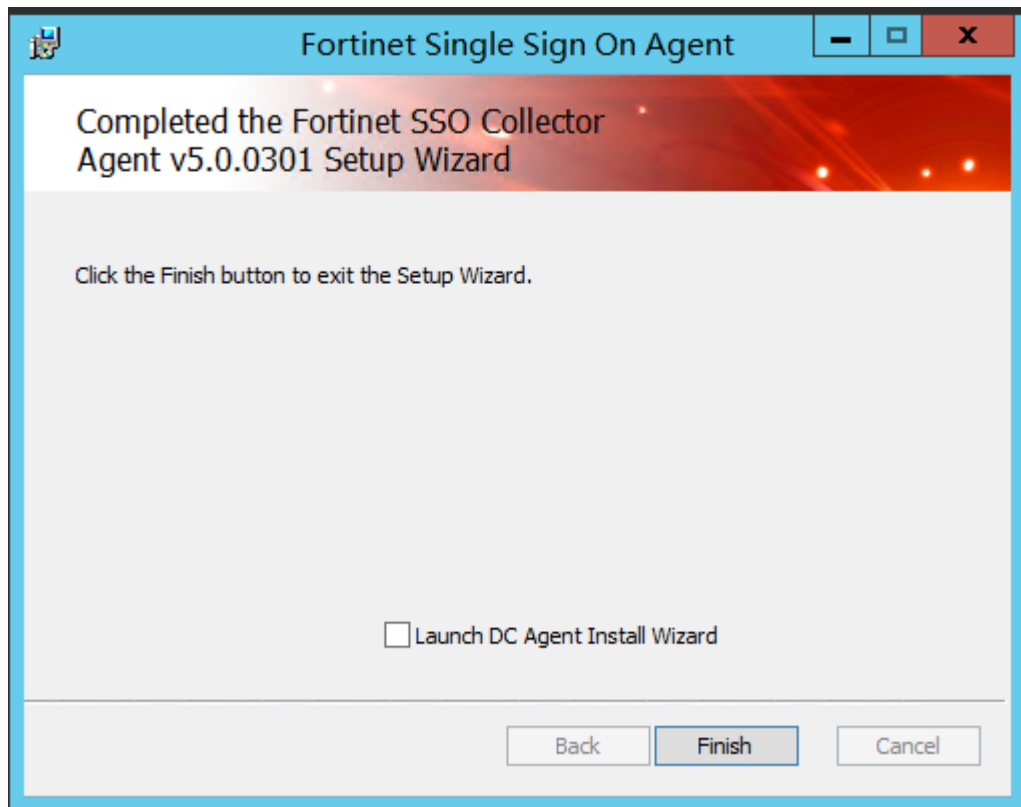 Fortinet Single Sign On Agent
Completed the Fortinet SSO Collector
Agent v5.0.0301 Setup Wizard
Click the Finish button to exit the Setup Wizard.
Launch DC Agent Install Wizard
Back
Finish
Cancel